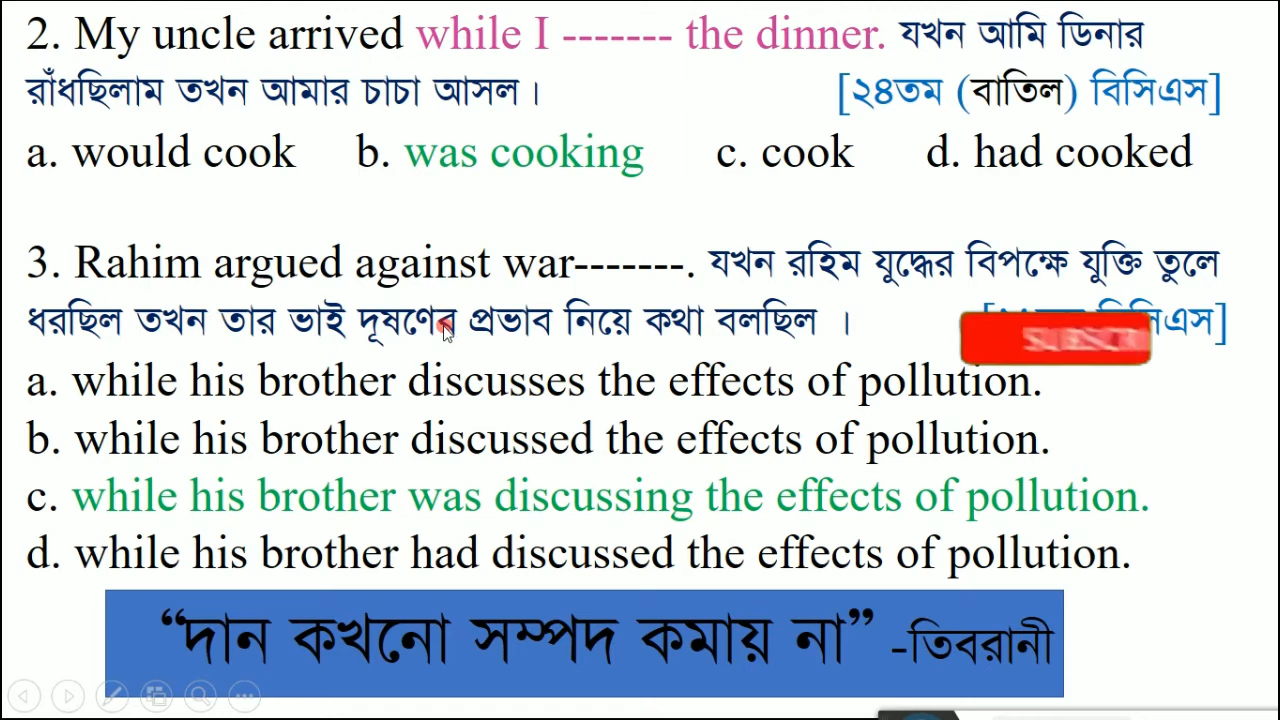 2. My uncle arrived while I ------- the dinner. যখন আমি ডিনার
রাঁধছিলাম তখন আমার চাচা আসল। [২৪তম (বাতিল) বিসিএস]
a. would cook b. was cooking c. cook d. had cooked
3. Rahim argued against war-------. যখন রহিম যুদ্ধের বিপক্ষে যুক্তি তুলে
ধরছিল তখন তার ভাই দূষণের প্রভাব নিয়ে কথা বলছিল । বিসিএস]
a. while his brother discusses the effects of pollution.
b. while his brother discussed the effects of pollution.
c. while his brother was discussing the effects of pollution.
d. while his brother had discussed the effects of pollution.
“দান কখনো সম্পদ কমায় না” -তিবরানী